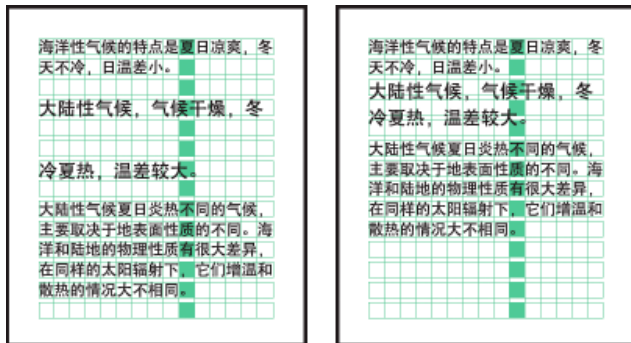 海洋性气候的特点是夏日凉爽，冬
天不冷，日温差小。
大陆性气候，气候干燥，冬
冷夏热，温差较大。
大陆性气候夏日炎热不同的气候，
主要取决于地表面性质的不同。海
洋和陆地的物理性质有很大差异，
在同样的太阳辐射下，它们增温和
散热的情况大不相同。
海洋性气候的特点是夏日凉爽，冬
天不冷，日温差小。
大陆性气候，气候干燥，冬
冷夏热，温差较大。
大陆性气候夏日炎热不同的气候，
主要取决于地表面性质的不同。海
洋和陆地的物理性质有很大差异，
在同样的太阳辐射下，它们增温和
散热的情况大不相同。